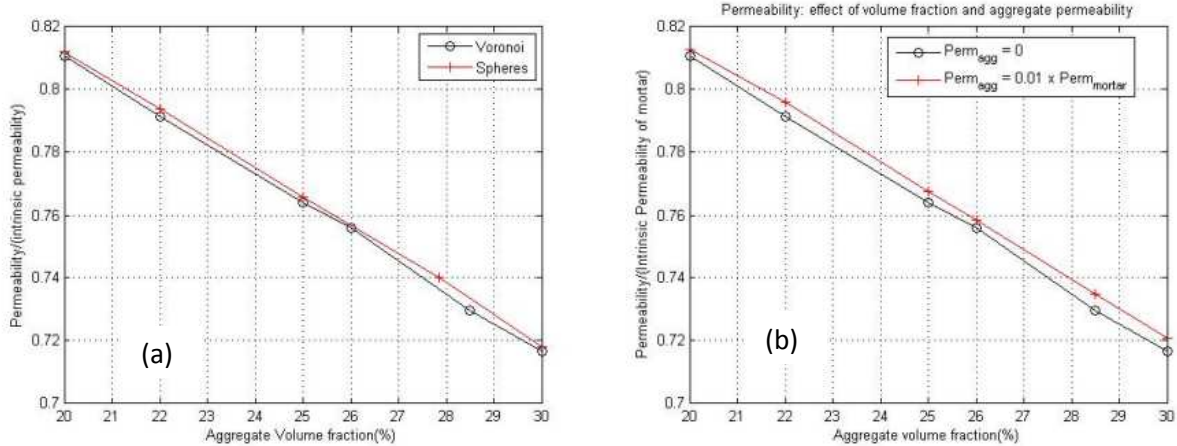 0.82
0.8
0.78
0.76
0.74
0.72
0.7
20 21 22 23 24 25 26 27 28 29 30
Permeability/(intrinsic permeability)
Aggregate Volume fraction(%)
Voronoi
Spheres
(a)
Permeability: effect of volume fraction and aggregate permeability
0.82
0.8
0.78
0.76
0.74
0.72
0.7
20 21 22 23 24 25 26 27 28 29 30
Permeability/(Intrinsic Permeability of mortar)
Aggregate volume fraction(%)
Perm_agg = 0
Perm_agg = 0.01 x Perm_mortar
(b)